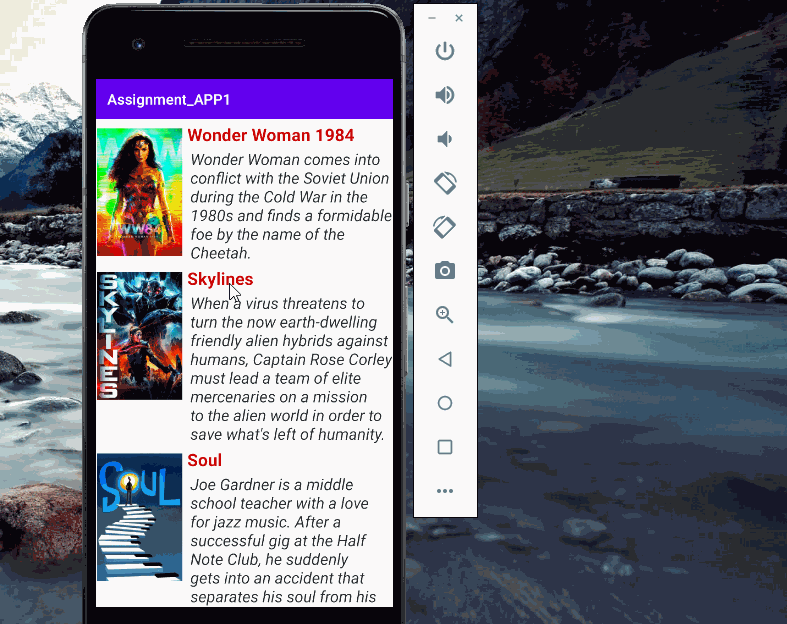 Assignment_APP1
Wonder Woman 1984
Wonder Woman comes into
conflict with the Soviet Union
during the Cold War in the
1980s and finds a formidable
foe by the name of the
Cheetah.
WW84
Skylines
SKYLINES
When a virus threatens to
turn the now earth-dwelling
friendly alien hybrids against
humans, Captain Rose Corley
must lead a team of elite
mercenaries on a mission
to the alien world in order to
save what's left of humanity.
Soul
SOUL
Joe Gardner is a middle
school teacher with a love
for jazz music. After a
successful gig at the Half
Note Club, he suddenly
gets into an accident that
separates his soul from his